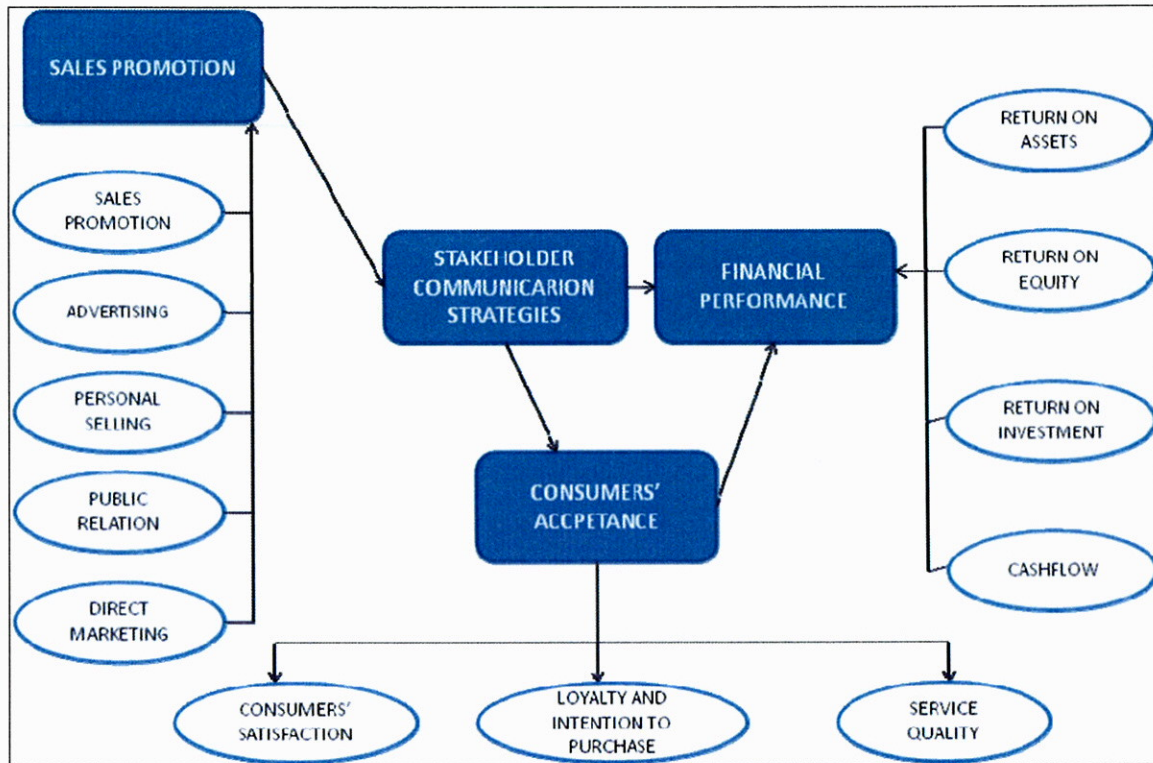 SALES PROMOTION
SALES
PROMOTION
ADVERTISING
PERSONAL
SELLING
PUBLIC
RELATION
DIRECT
MARKETING
STAKEHOLDER
COMMUNICARION
STRATEGIES
FINANCIAL
PERFORMANCE
CONSUMERS'
ACCPETANCE
RETURN ON
ASSETS
RETURN ON
EQUITY
RETURN ON
INVESTMENT
CASHFLOW
CONSUMERS'
SATISFACTION
LOYALTY AND
INTENTION TO
PURCHASE
SERVICE
QUALITY